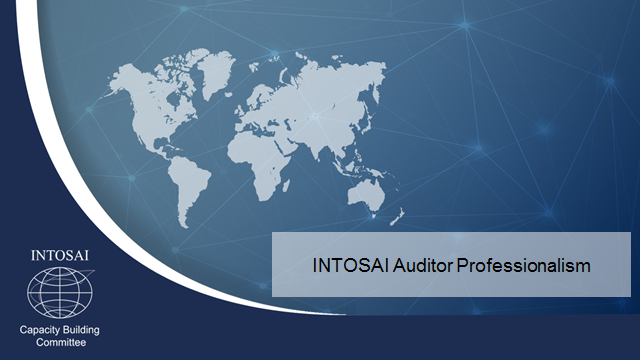 INTOSAI Auditor Professionalism
INTOSAI
Capacity Building
Committee